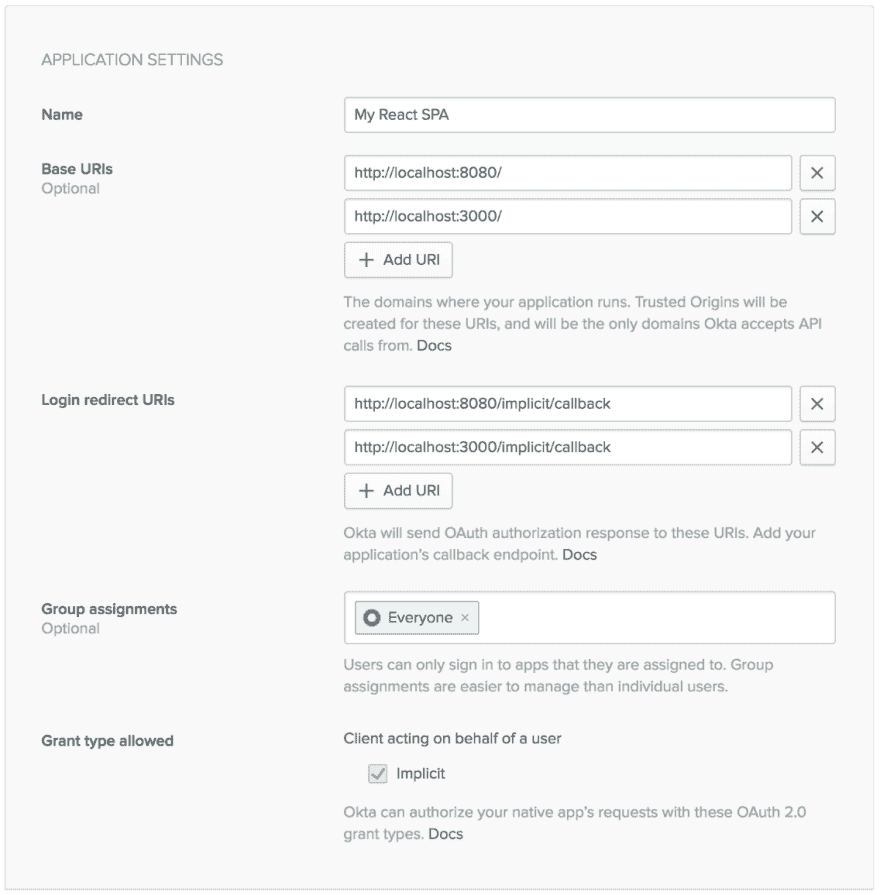 APPLICATION SETTINGS
Name
My React SPA
Base URIs
Optional
http://localhost:8080/
http://localhost:3000/
+ Add URI
The domains where your application runs. Trusted Origins will be
created for these URIs, and will be the only domains Okta accepts API
calls from. Docs
Login redirect URIs
http://localhost:8080/implicit/callback
http://localhost:3000/implicit/callback
+ Add URI
Okta will send OAuth authorization response to these URIs. Add your
application's callback endpoint. Docs
Group assignments
Optional
Everyone ×
Users can only sign in to apps that they are assigned to. Group
assignments are easier to manage than individual users.
Grant type allowed
Client acting on behalf of a user
Implicit
Okta can authorize your native app's requests with these OAuth 2.0
grant types. Docs